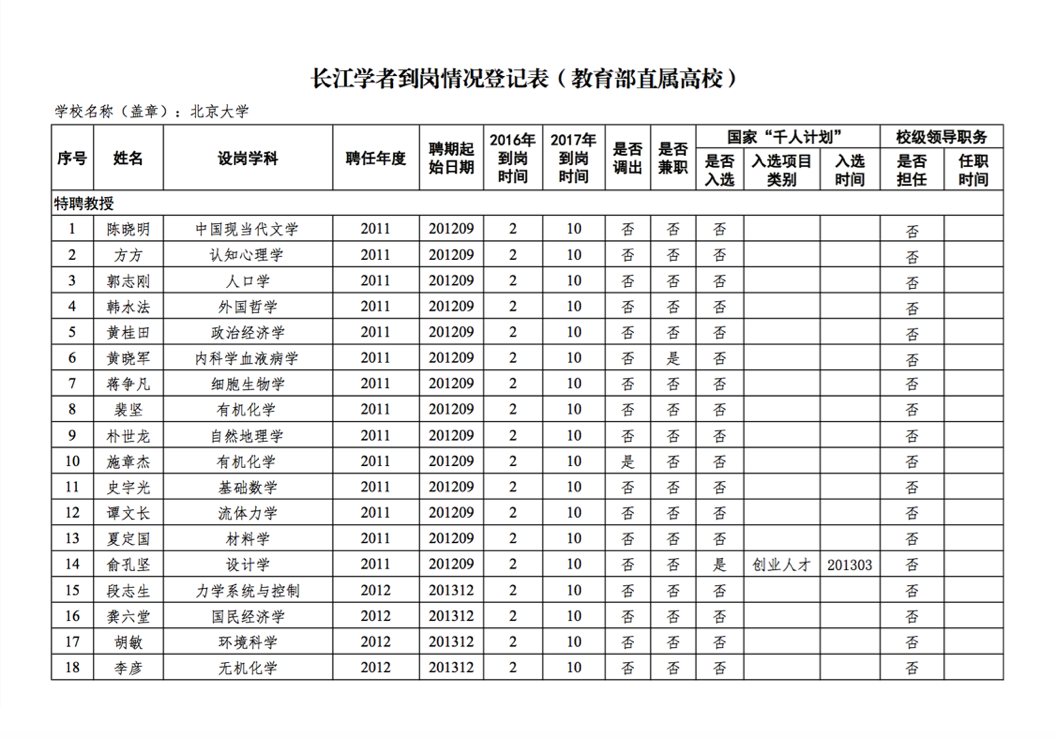 长江学者到岗情况登记表（教育部直属高校）
学校名称（盖章）：北京大学
序号 姓名 设岗学科 聘任年度 聘期起始日期 2016年到岗时间 2017年到岗时间 是否调出 是否兼职 国家“千人计划” 校级领导职务
是否入选 入选项目类别 入选时间 是否担任 任职时间
特聘教授
1 陈晓明 中国现当代文学 2011 201209 2 10 否 否 否 否
2 方方 认知心理学 2011 201209 2 10 否 否 否 否
3 郭志刚 人口学 2011 201209 2 10 否 否 否 否
4 韩水法 外国哲学 2011 201209 2 10 否 否 否 否
5 黄桂田 政治经济学 2011 201209 2 10 否 否 否 否
6 黄晓军 内科学血液病学 2011 201209 2 10 否 是 否 否
7 蒋争凡 细胞生物学 2011 201209 2 10 否 否 否 否
8 裴坚 有机化学 2011 201209 2 10 否 否 否 否
9 朴世龙 自然地理学 2011 201209 2 10 否 否 否 否
10 施章杰 有机化学 2011 201209 2 10 是 否 否 否
11 史宇光 基础数学 2011 201209 2 10 否 否 否 否
12 谭文长 流体力学 2011 201209 2 10 否 否 否 否
13 夏定国 材料学 2011 201209 2 10 否 否 否 否
14 俞孔坚 设计学 2011 201209 2 10 否 否 是 创业人才 201303 否
15 段志生 力学系统与控制 2012 201312 2 10 否 否 否 否
16 龚六堂 国民经济学 2012 201312 2 10 否 否 否 否
17 胡敏 环境科学 2012 201312 2 10 否 否 否 否
18 李彦 无机化学 2012 201312 2 10 否 否 否 否